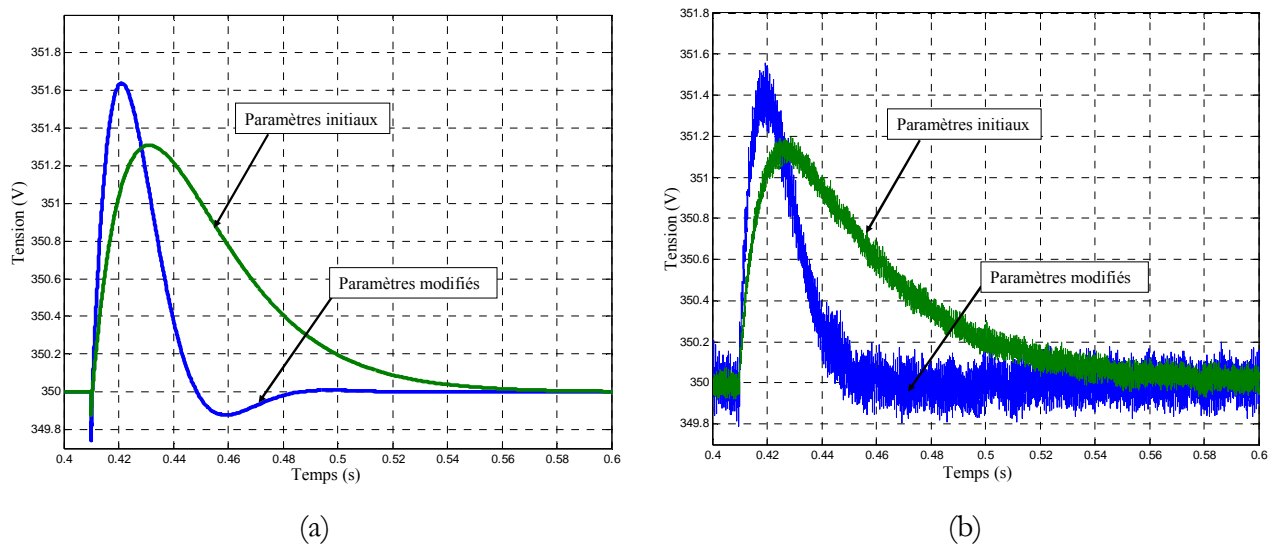 351.8
351.6
351.4
351.2
351
350.8
350.6
350.4
350.2
350
349.8
Tension (V)
Paramètres initiaux
Paramètres modifiés
0.4 0.42 0.44 0.46 0.48 0.5 0.52 0.54 0.56 0.58 0.6
Temps (s)
(a)
351.8
351.6
351.4
351.2
351
350.8
350.6
350.4
350.2
350
349.8
Tension (V)
Paramètres initiaux
Paramètres modifiés
0.4 0.42 0.44 0.46 0.48 0.5 0.52 0.54 0.56 0.58 0.6
Temps (s)
(b)